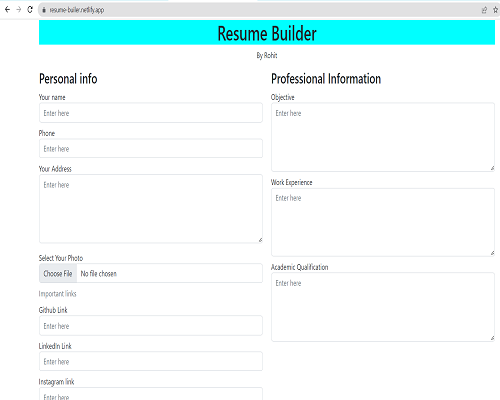 resume-builer.netlify.app
Resume Builder
By Rohit
Personal info
Your name
Enter here
Phone
Enter here
Your Address
Enter here
Select Your Photo
Choose File No file chosen
Important links
Github Link
Enter here
LinkedIn Link
Enter here
Instagram link
Enter here
Professional Information
Objective
Enter here
Work Experience
Enter here
Academic Qualification
Enter here